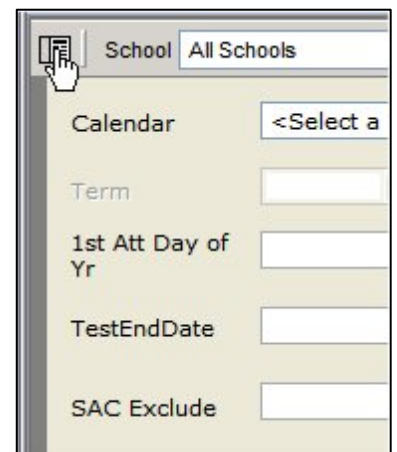 School All Schools
Calendar <Select a
Term
1st Att Day of
Yr
TestEndDate
SAC Exclude